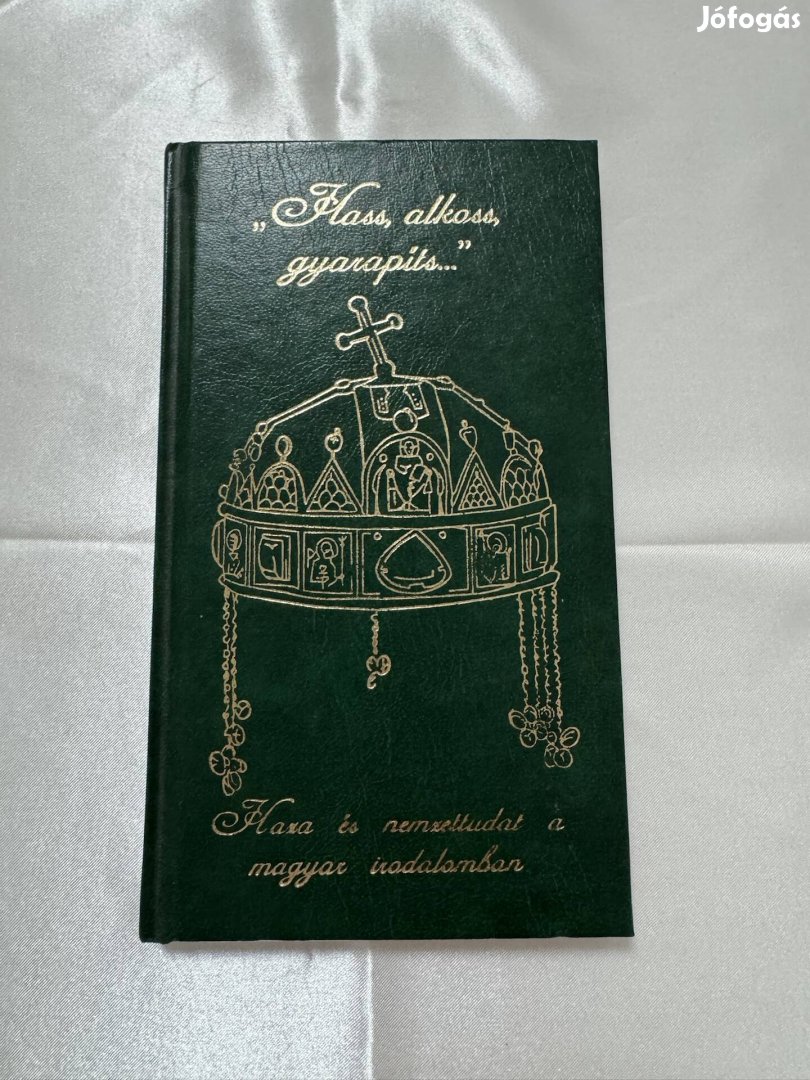 Jófogás
„Hass, alkoss,
gyarapíts...”
Haza és nemzettudat a
magyar irodalomban